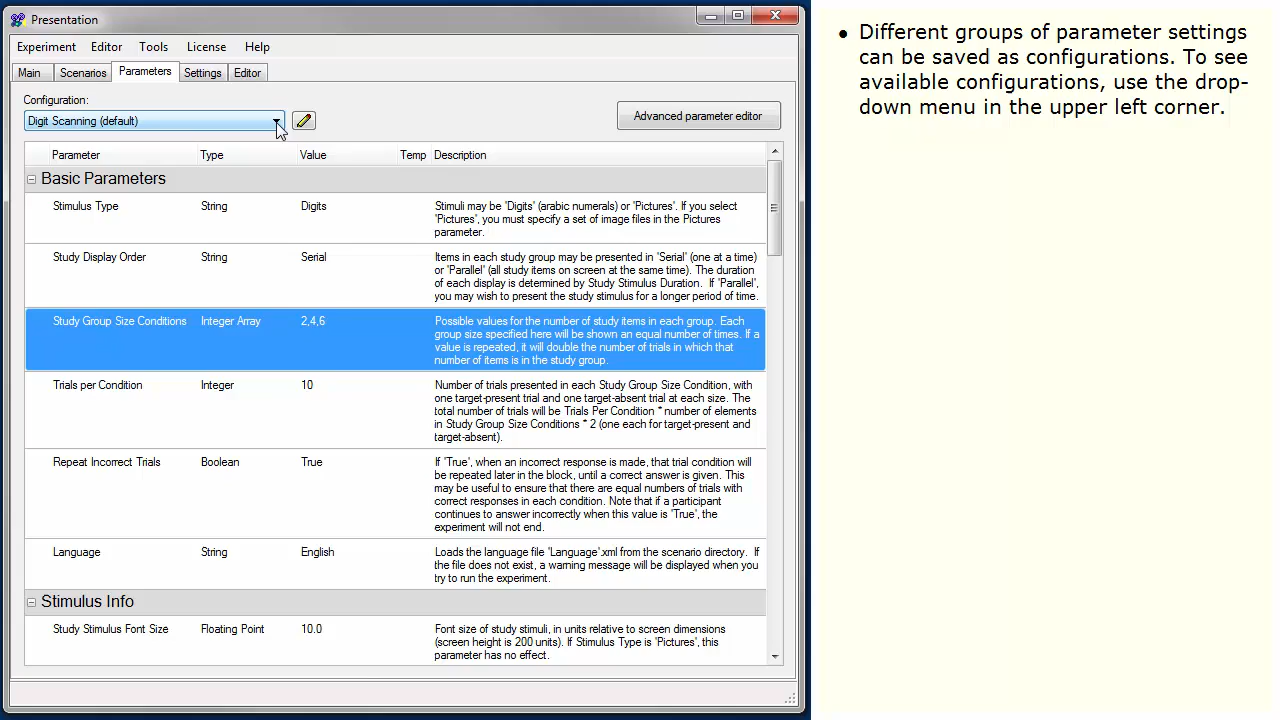 Presentation
Experiment Editor Tools License Help
Main Scenarios Parameters Settings Editor
Configuration:
Digit Scanning (default)
Advanced parameter editor
Parameter Type Value Temp Description
Basic Parameters
Stimulus Type String Digits Stimuli may be 'Digits' (arabic numerals) or 'Pictures'. If you select
'Pictures', you must specify a set of image files in the Pictures
parameter.
Study Display Order String Serial Items in each study group may be presented in 'Serial' (one at a time)
or 'Parallel' (all study items on screen at the same time). The duration
of each display is determined by Study Stimulus Duration. If 'Parallel',
you may wish to present the study stimulus for a longer period of time.
Study Group Size Conditions Integer Array 2,4,6 Possible values for the number of study items in each group. Each
group size specified here will be shown an equal number of times. If a
value is repeated, it will double the number of trials in which that
number of items is in the study group.
Trials per Condition Integer 10 Number of trials presented in each Study Group Size Condition, with
one target-present trial and one target-absent trial at each size. The
total number of trials will be Trials Per Condition * number of elements
in Study Group Size Conditions * 2 (one each for target-present and
target-absent).
Repeat Incorrect Trials Boolean True If 'True', when an incorrect response is made, that trial condition will
be repeated later in the block, until a correct answer is given. This
may be useful to ensure that there are equal numbers of trials with
correct responses in each condition. Note that if a participant
continues to answer incorrectly when this value is 'True', the
experiment will not end.
Language String English Loads the language file 'Language'.xml from the scenario directory. If
the file does not exist, a warning message will be displayed when you
try to run the experiment.
Stimulus Info
Study Stimulus Font Size Floating Point 10.0 Font size of study stimuli, in units relative to screen dimensions
(screen height is 200 units). If Stimulus Type is 'Pictures', this
parameter has no effect.
• Different groups of parameter settings
can be saved as configurations. To see
available configurations, use the drop-
down menu in the upper left corner.